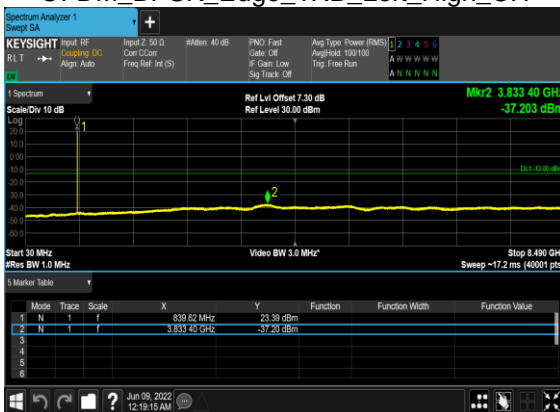 Spectrum Analyzer 1
Swept SA
KEYSIGHT
RLT
LV
Input: RF
Coupling: DC
Align: Auto
Input Z: 50 Ω
Corr CCorr
Freq Ref: Int (S)
#Atten: 40 dB
PNO: Fast
Gate: Off
IF Gain: Low
Sig Track: Off
Avg Type: Power (RMS)
Avg|Hold: 100/100
Trig: Free Run
1 2 3 4 5 6
A W W W W W
A N N N N N
1 Spectrum
Scale/Div 10 dB
Ref Lvl Offset 7.30 dB
Ref Level 30.00 dBm
Mkr2 3.833 40 GHz
-37.203 dBm
Log
20.0
10.0
0.00
-10.0
-20.0
-30.0
-40.0
-50.0
-60.0
1
2
DL1 -13.00 dBm
Start 30 MHz
#Res BW 1.0 MHz
Video BW 3.0 MHz*
Stop 8.490 GH
Sweep ~17.2 ms (40001 pts
5 Marker Table
Mode Trace Scale X Y Function Function Width Function Value
1 N 1 f 839.62 MHz 23.39 dBm
2 N 1 f 3.833 40 GHz -37.20 dBm
3
4
5
6
?
Jun 09, 2022
12:19:15 AM